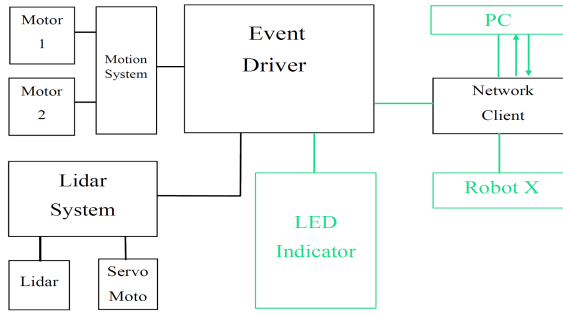 Motor
1
Motion
System
Motor
2
Event
Driver
PC
Network
Client
Robot X
Lidar
System
LED
Indicator
Lidar
Servo
Moto